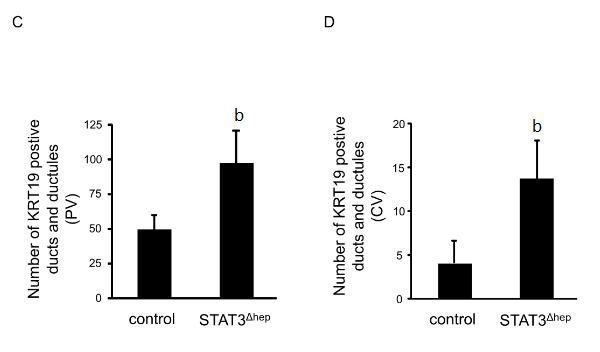 C
Number of KRT19 postive
ducts and ductules
(PV)
125
100
75
50
25
0
b
control
STAT3Δhep
D
Number of KRT19 postive
ducts and ductules
(CV)
20
15
10
5
0
b
control
STAT3Δhep